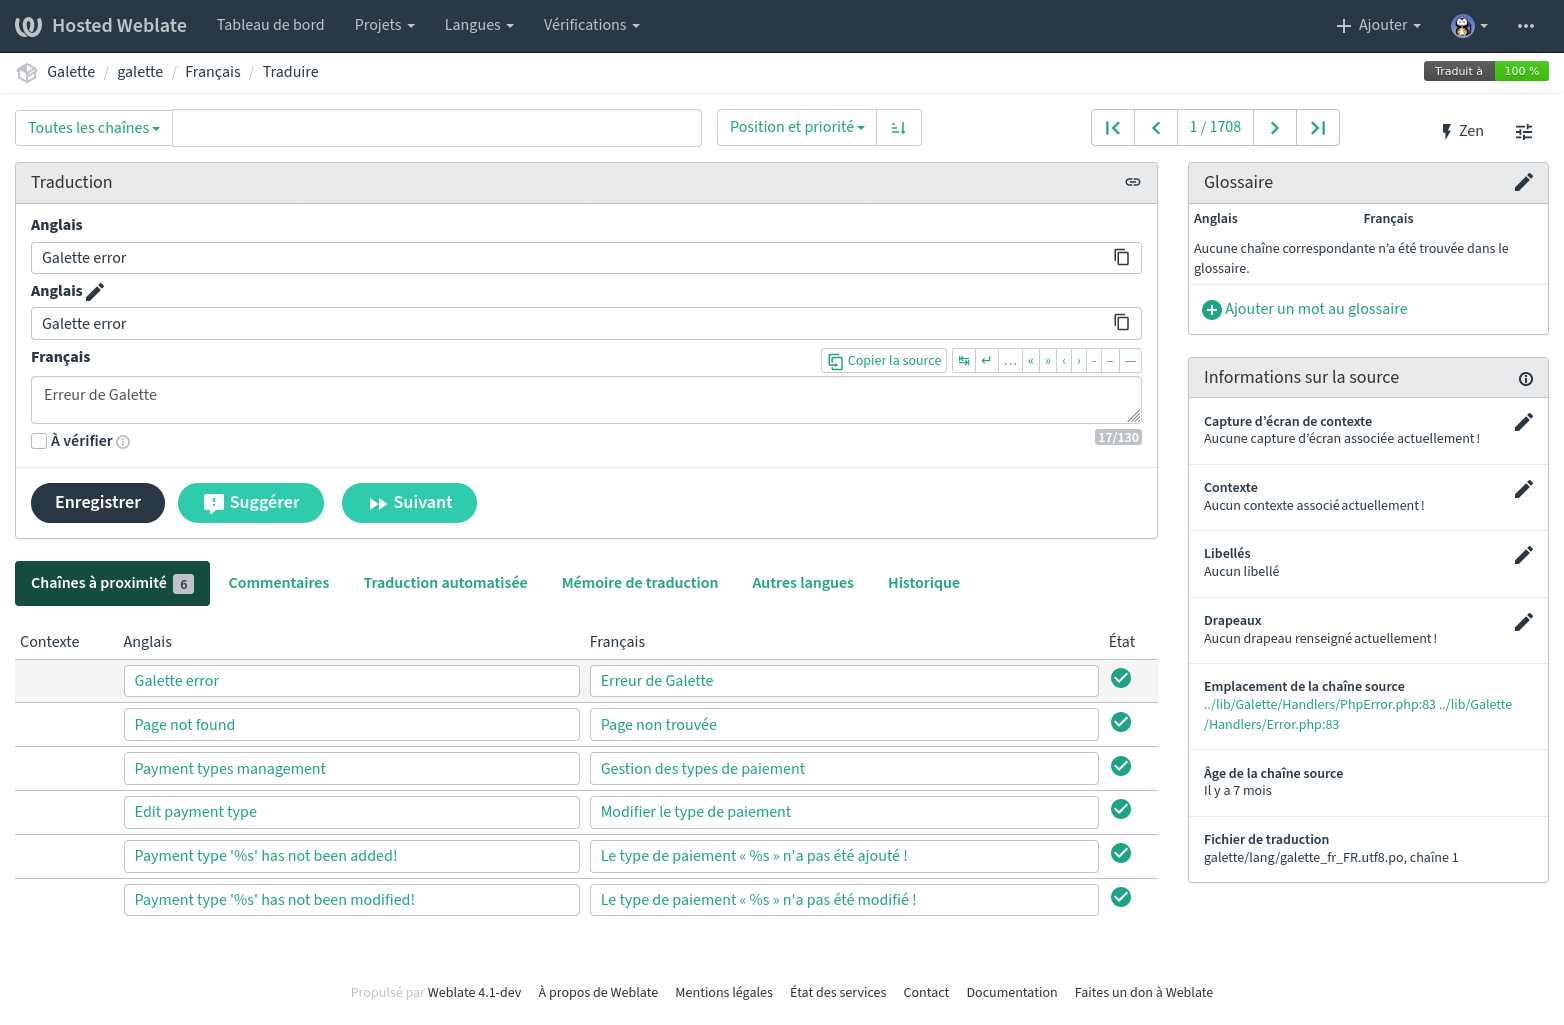 Hosted Weblate Tableau de bord Projets Langues Vérifications Ajouter
Galette / galette / Français / Traduire Traduit à 100 %
Toutes les chaînes Position et priorité 1 / 1708 Zen
Traduction
Anglais
Galette error
Anglais
Galette error
Français Copier la source ↹ ↵ … « » ‹ › - – —
Erreur de Galette
À vérifier 17/130
Enregistrer Suggérer Suivant
Chaînes à proximité 6 Commentaires Traduction automatisée Mémoire de traduction Autres langues Historique
Contexte Anglais Français État
Galette error Erreur de Galette
Page not found Page non trouvée
Payment types management Gestion des types de paiement
Edit payment type Modifier le type de paiement
Payment type '%s' has not been added! Le type de paiement « %s » n'a pas été ajouté !
Payment type '%s' has not been modified! Le type de paiement « %s » n'a pas été modifié !
Glossaire
Anglais Français
Aucune chaîne correspondante n’a été trouvée dans le
glossaire.
Ajouter un mot au glossaire
Informations sur la source
Capture d’écran de contexte
Aucune capture d’écran associée actuellement !
Contexte
Aucun contexte associé actuellement !
Libellés
Aucun libellé
Drapeaux
Aucun drapeau renseigné actuellement !
Emplacement de la chaîne source
../lib/Galette/Handlers/PhpError.php:83 ../lib/Galette
/Handlers/Error.php:83
Âge de la chaîne source
Il y a 7 mois
Fichier de traduction
galette/lang/galette_fr_FR.utf8.po, chaîne 1
Propulsé par Weblate 4.1-dev À propos de Weblate Mentions légales État des services Contact Documentation Faites un don à Weblate